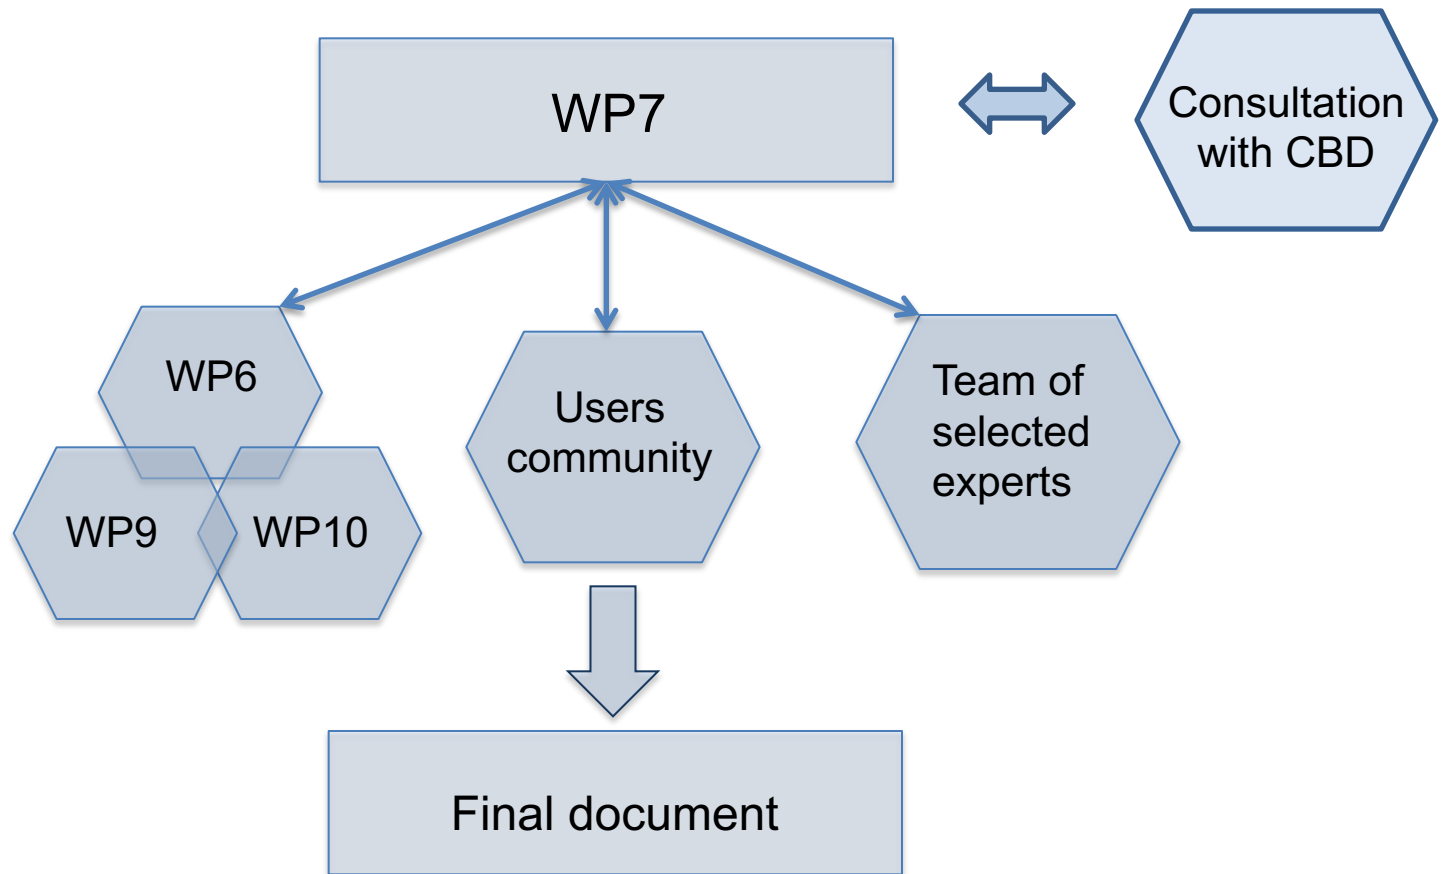 WP7
Consultation
with CBD
WP6
WP9
WP10
Users
community
Team of
selected
experts
Final document